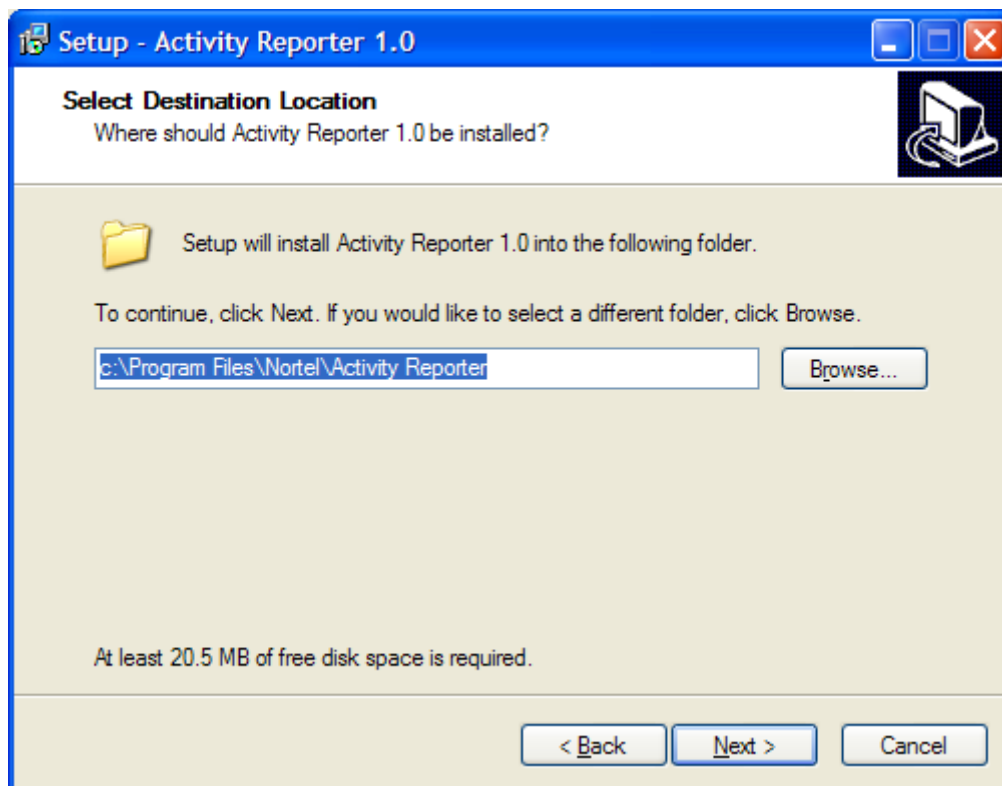 Setup - Activity Reporter 1.0
Select Destination Location
Where should Activity Reporter 1.0 be installed?
Setup will install Activity Reporter 1.0 into the following folder.
To continue, click Next. If you would like to select a different folder, click Browse.
c:\Program Files\Nortel\Activity Reporter
Browse...
At least 20.5 MB of free disk space is required.
< Back
Next >
Cancel